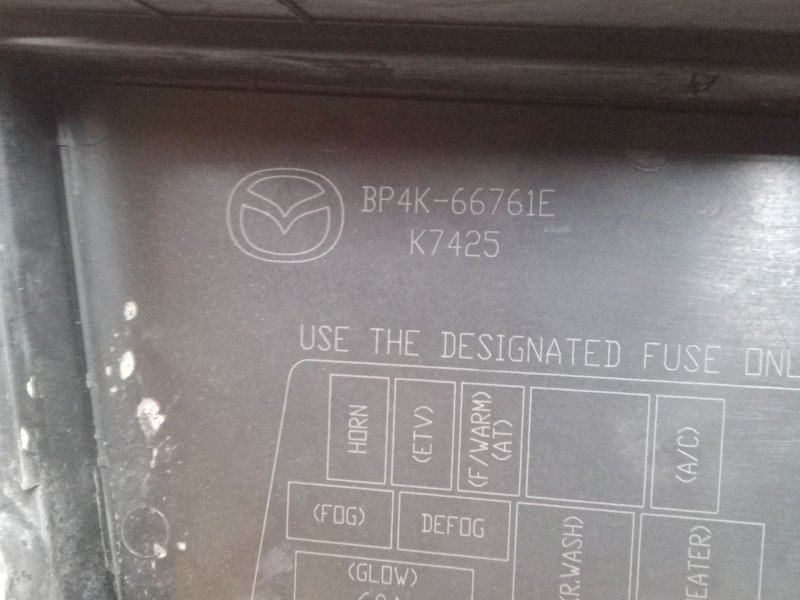 BP4K-66761E
K7425
USE THE DESIGNATED FUSE
HORN
(ETV)
(F/WARM)
(AT)
(A/C)
(FOG)
DEFOG
(GLOW)